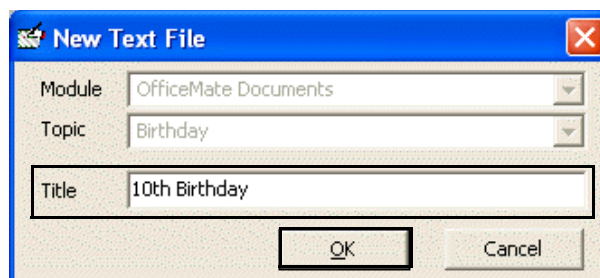 New Text File
Module OfficeMate Documents
Topic Birthday
Title 10th Birthday
OK Cancel